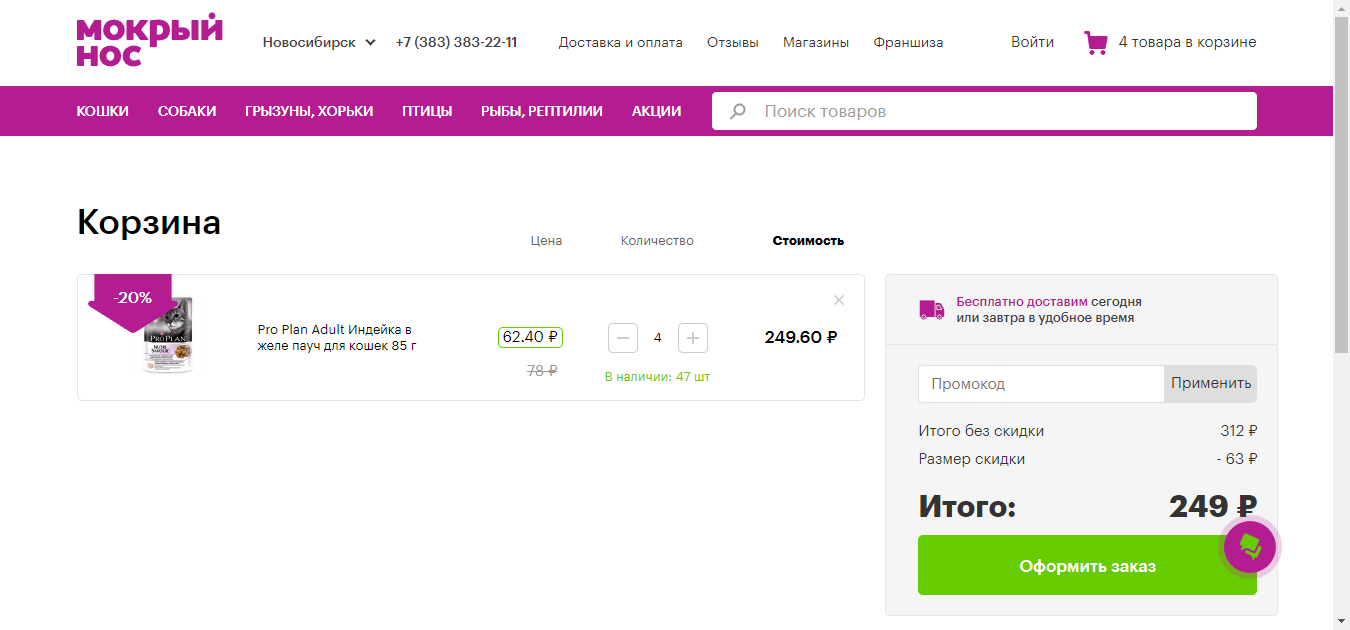 мокрый
нос
Новосибирск
+7 (383) 383-22-11
Доставка и оплата
Отзывы
Магазины
Франшиза
Войти
4 товара в корзине
КОШКИ
СОБАКИ
ГРЫЗУНЫ, ХОРЬКИ
ПТИЦЫ
РЫБЫ, РЕПТИЛИИ
АКЦИИ
Поиск товаров
Корзина
Цена
Количество
Стоимость
-20%
PRO PLAN
Pro Plan Adult Индейка в
желе пауч для кошек 85 г
62.40 ₽
78 ₽
4
В наличии: 47 шт
249.60 ₽
Бесплатно доставим сегодня
или завтра в удобное время
Промокод
Применить
Итого без скидки
312 ₽
Размер скидки
- 63 ₽
Итого:
249 ₽
Оформить заказ